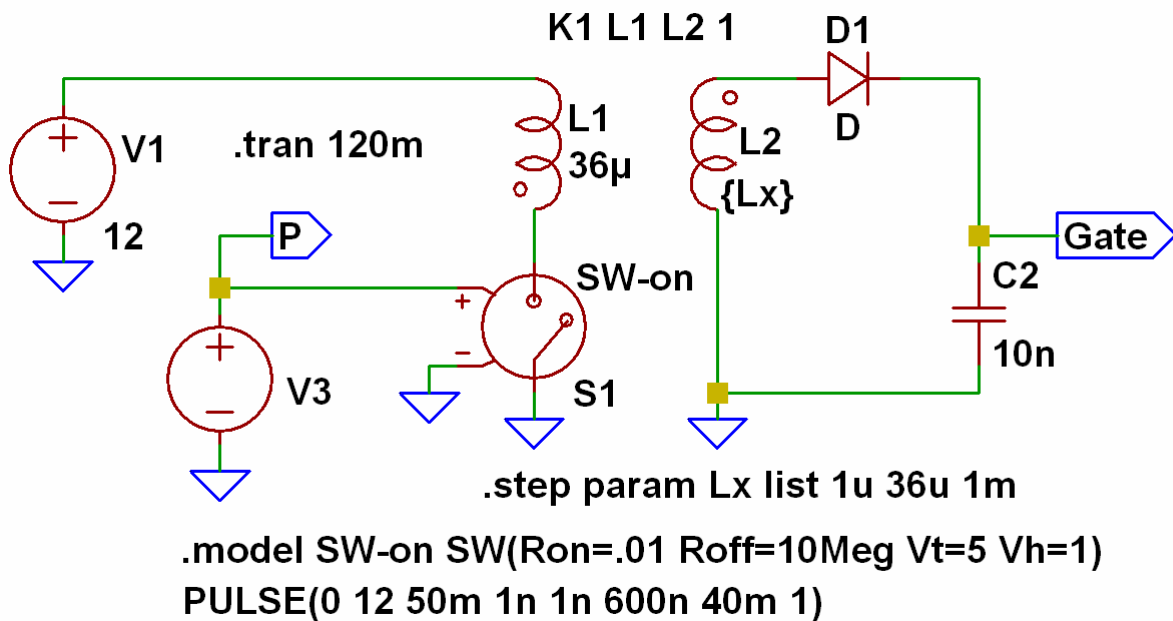 K1 L1 L2 1
D1
V1
.tran 120m
L1
36µ
L2
{Lx}
D
12
P
Gate
SW-on
C2
10n
V3
S1
.step param Lx list 1u 36u 1m
.model SW-on SW(Ron=.01 Roff=10Meg Vt=5 Vh=1)
PULSE(0 12 50m 1n 1n 600n 40m 1)